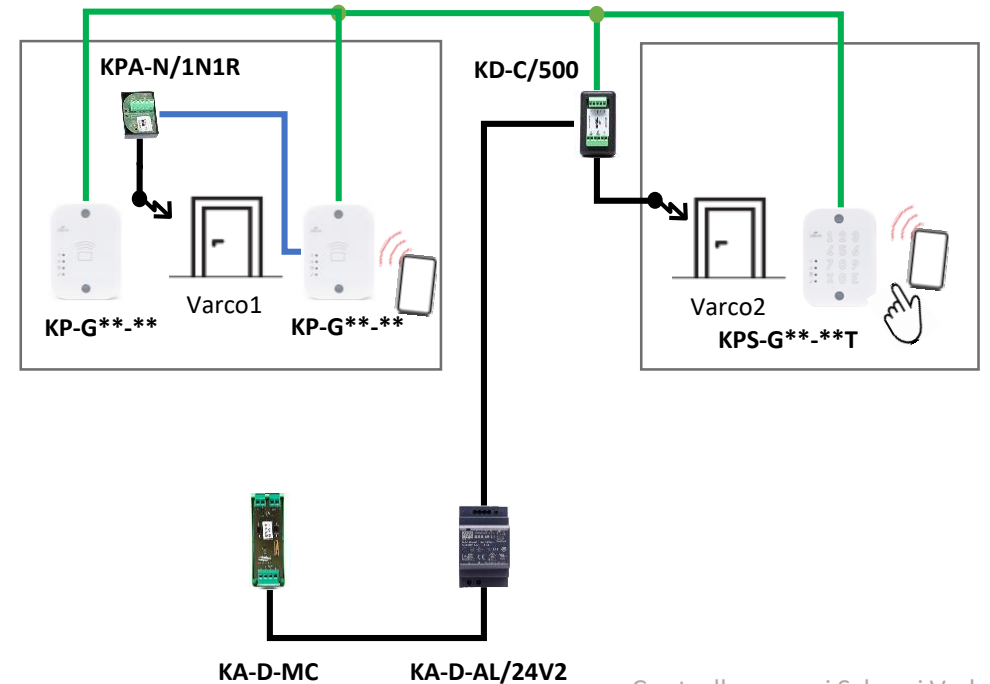 KPA-N/1N1R
KD-C/500
Varco1
KP-G**-**
KP-G**-**
Varco2
KPS-G**-**T
KA-D-MC
KA-D-AL/24V2